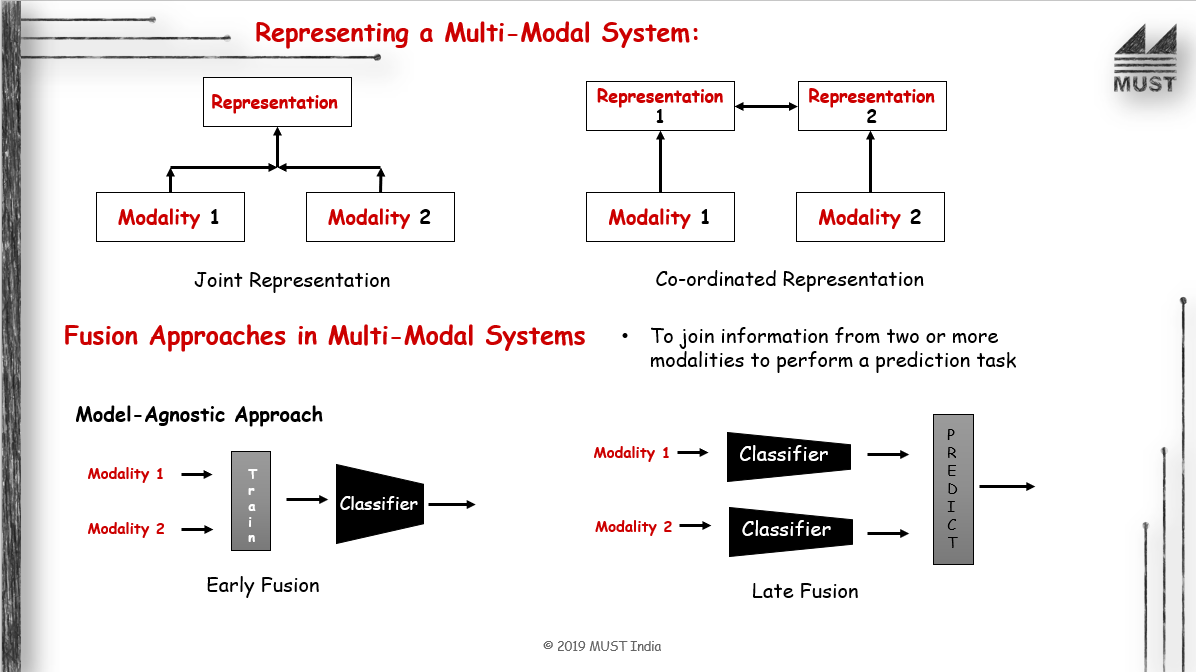 Representing a Multi-Modal System:
MUST
Representation
Representation
1
Representation
2
Modality 1
Modality 2
Modality 1
Modality 2
Joint Representation
Co-ordinated Representation
Fusion Approaches in Multi-Modal Systems
• To join information from two or more
modalities to perform a prediction task
Model-Agnostic Approach
Modality 1
Modality 2
Train
Classifier
Early Fusion
Modality 1
Classifier
Modality 2
Classifier
PREDICT
Late Fusion
© 2019 MUST India